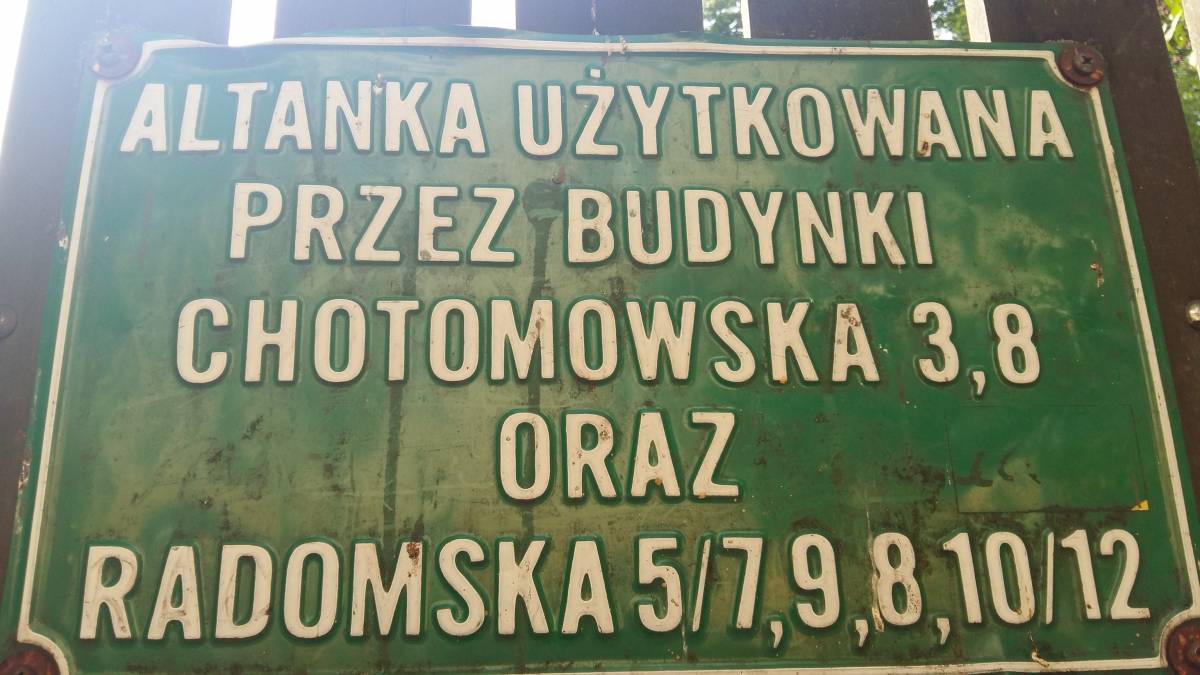 ALTANKA UŻYTKOWANA
PRZEZ BUDYNKI
CHOTOMOWSKA 3,8
ORAZ
RADOMSKA 5/7,9,8,10/12